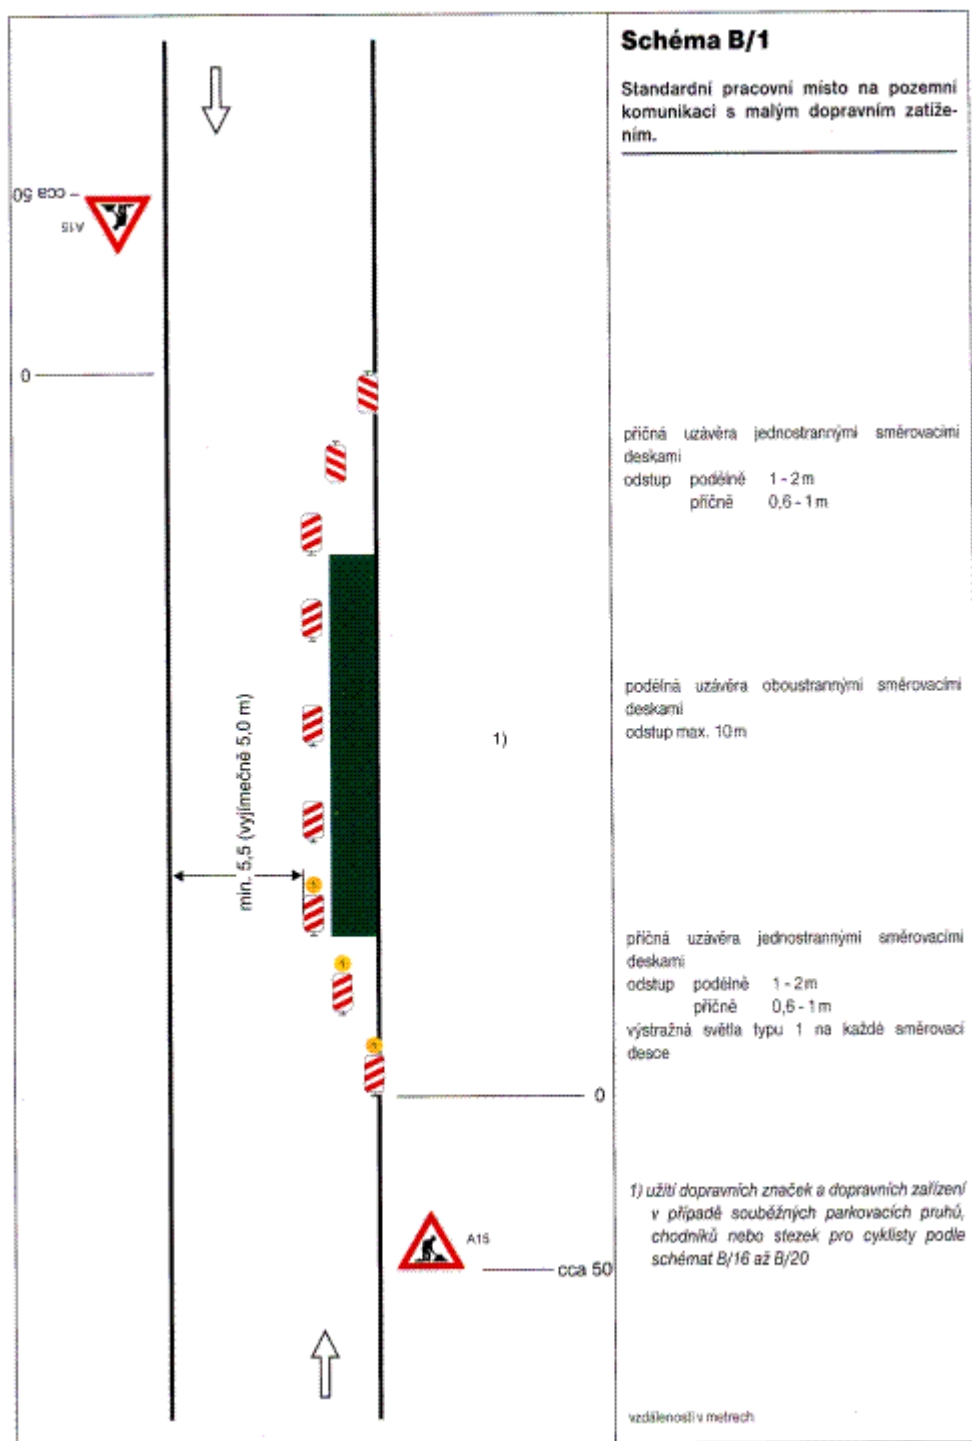 Schéma B/1
Standardní pracovní místo na pozemní
komunikaci s malým dopravním zatíže-
ním.
cca 50
A15
0
příčná uzávěra jednostrannými směrovacími
deskami
odstup podélně 1 - 2 m
příčně 0,6 - 1 m
podélná uzávěra oboustrannými směrovacími
deskami
odstup max. 10 m
1)
min. 5,5 (vyjímečně 5,0 m)
příčná uzávěra jednostrannými směrovacími
deskami
odstup podélně 1 - 2 m
příčně 0,6 - 1 m
výstražná světla typu 1 na každé směrovací
desce
0
1) užití dopravních značek a dopravních zařízení
v případě souběžných parkovacích pruhů,
chodníků nebo stezek pro cyklisty podle
schémat B/16 až B/20
A15
cca 50
vzdálenosti v metrech